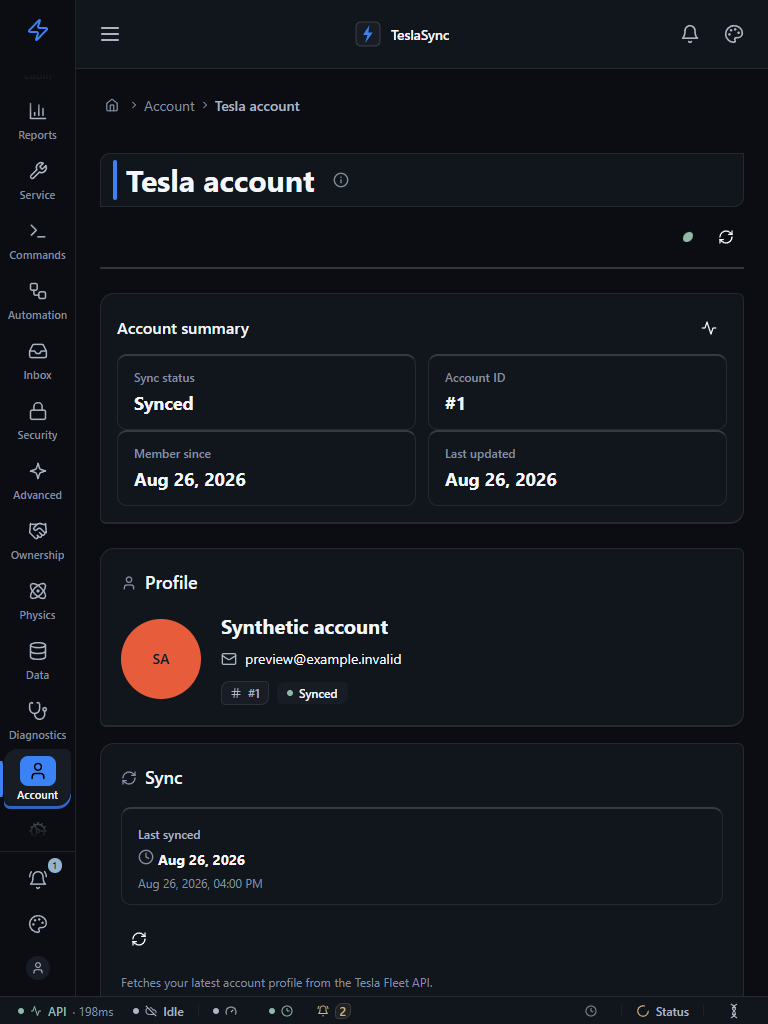 TeslaSync
Account
Tesla account
Reports
Service
Commands
Automation
Inbox
Security
Advanced
Ownership
Physics
Data
Diagnostics
Account
1
Tesla account
Account summary
Sync status
Synced
Account ID
#1
Member since
Aug 26, 2026
Last updated
Aug 26, 2026
Profile
SA
Synthetic account
preview@example.invalid
# #1
Synced
Sync
Last synced
Aug 26, 2026
Aug 26, 2026, 04:00 PM
Fetches your latest account profile from the Tesla Fleet API.
API · 198ms
Idle
2
Status